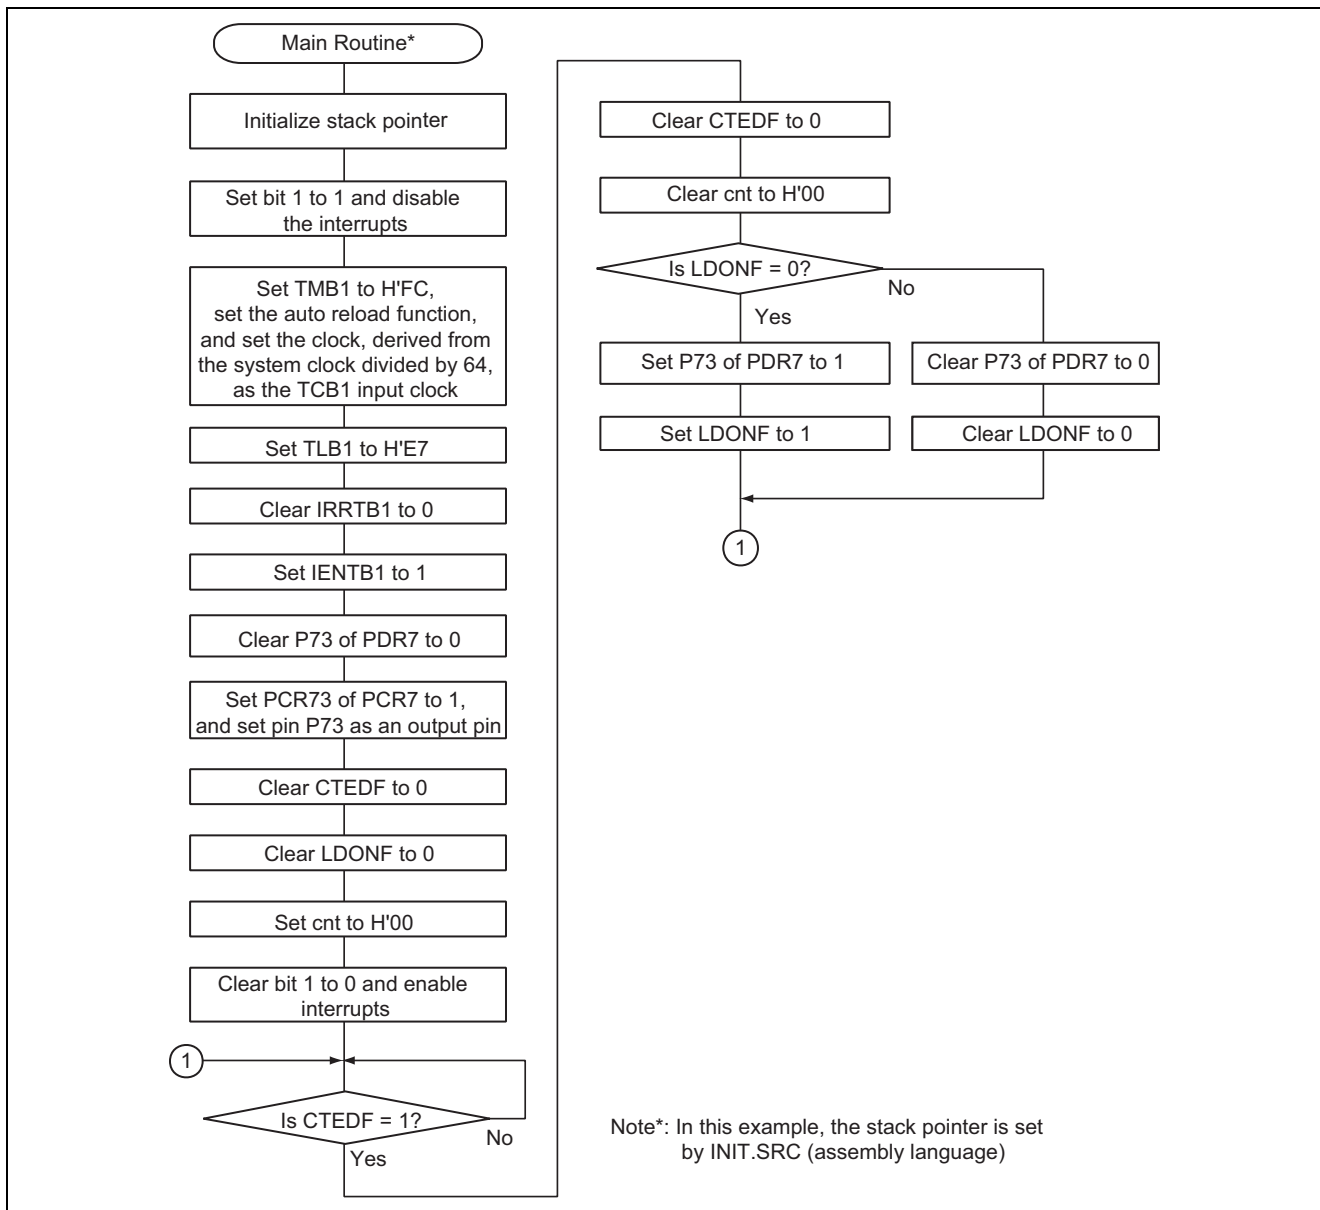 Main Routine*
Initialize stack pointer
Set bit 1 to 1 and disable
the interrupts
Set TMB1 to H'FC,
set the auto reload function,
and set the clock, derived from
the system clock divided by 64,
as the TCB1 input clock
Set TLB1 to H'E7
Clear IRRTB1 to 0
Set IENTB1 to 1
Clear P73 of PDR7 to 0
Set PCR73 of PCR7 to 1,
and set pin P73 as an output pin
Clear CTEDF to 0
Clear LDONF to 0
Set cnt to H'00
Clear bit 1 to 0 and enable
interrupts
1
Is CTEDF = 1?
No
Yes
Clear CTEDF to 0
Clear cnt to H'00
Is LDONF = 0?
No
Yes
Set P73 of PDR7 to 1
Clear P73 of PDR7 to 0
Set LDONF to 1
Clear LDONF to 0
1
Note*: In this example, the stack pointer is set
by INIT.SRC (assembly language)